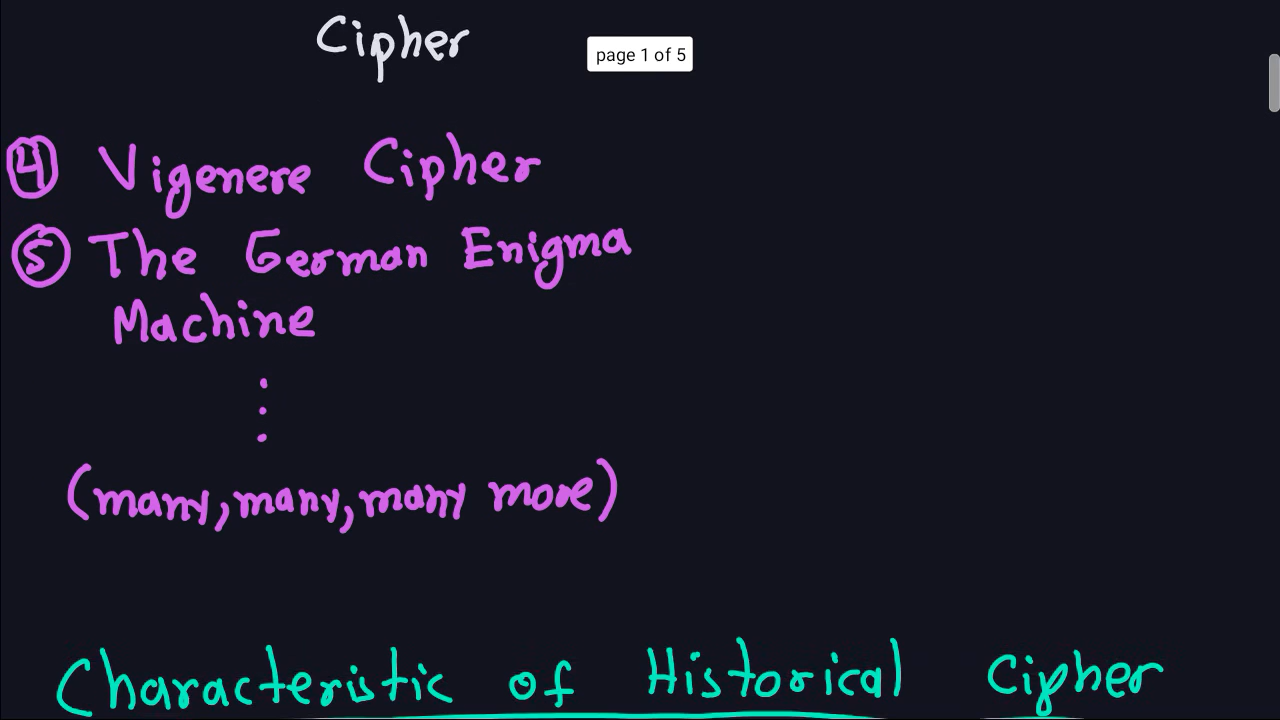 Cipher
page 1 of 5
④ Vigenere Cipher
⑤ The German Enigma
Machine
⋮
(many, many, many more)
Characteristic of Historical Cipher